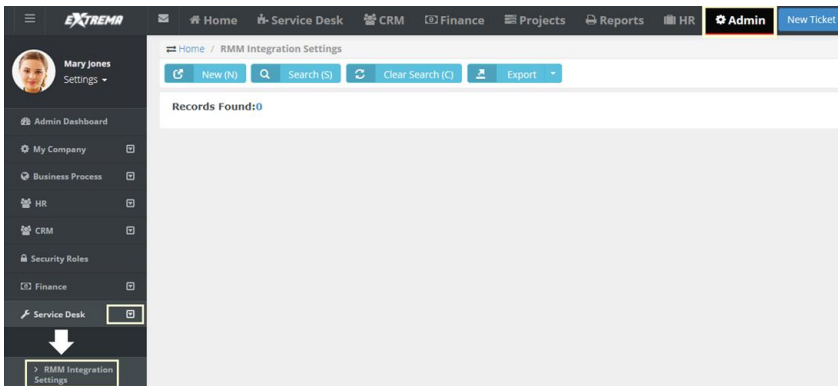 EXTREMA
Home
Service Desk
CRM
Finance
Projects
Reports
HR
Admin
New Ticket
Mary Jones
Settings
Home / RMM Integration Settings
New (N)
Search (S)
Clear Search (C)
Export
Records Found:0
Admin Dashboard
My Company
Business Process
HR
CRM
Security Roles
Finance
Service Desk
> RMM Integration
Settings